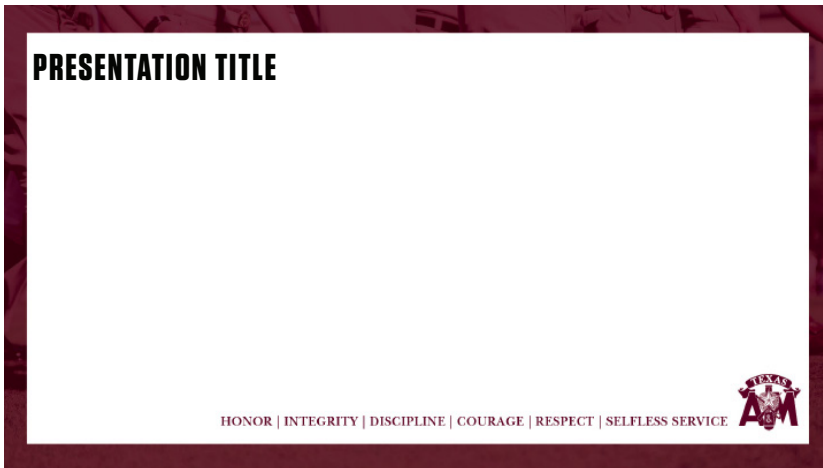 PRESENTATION TITLE
TEXAS
A&M
HONOR | INTEGRITY | DISCIPLINE | COURAGE | RESPECT | SELFLESS SERVICE